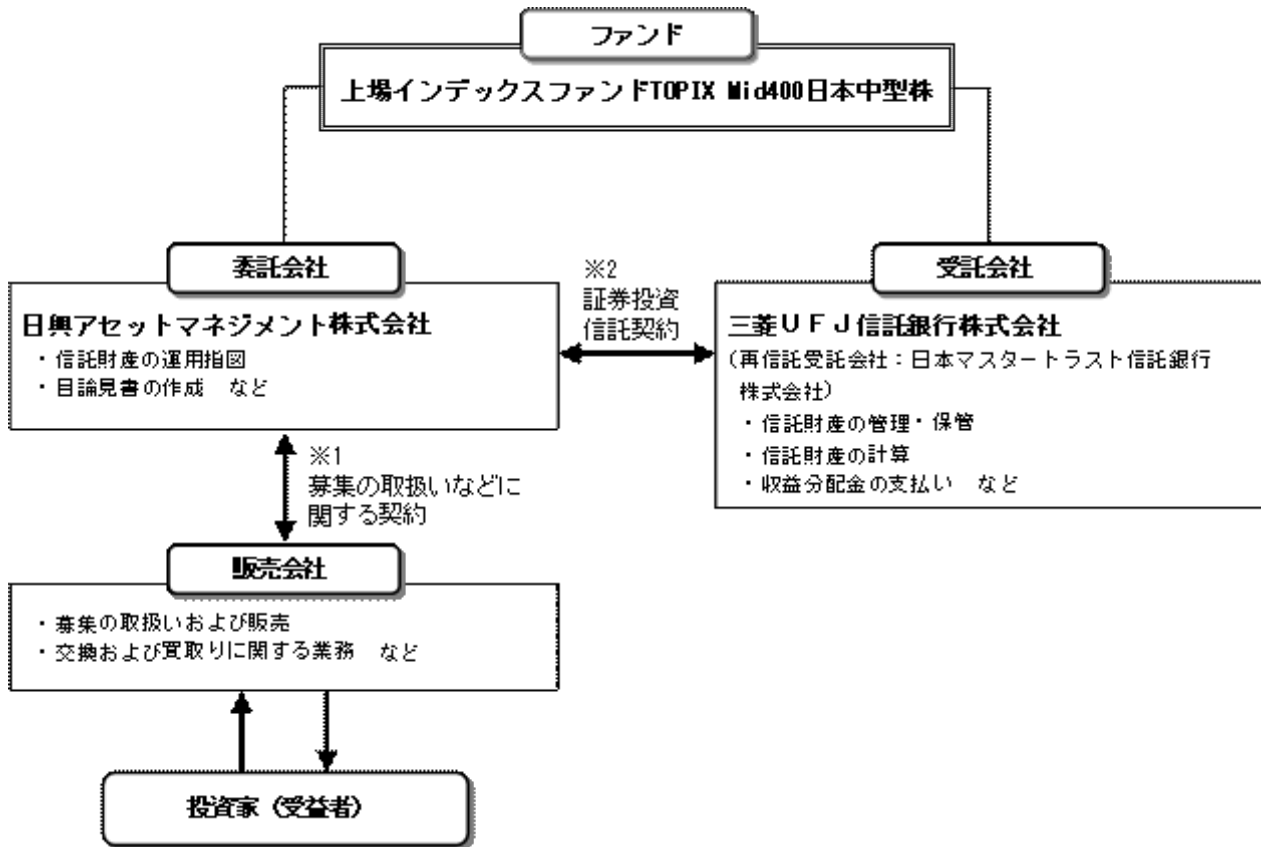 ファンド
上場インデックスファンドTOPIX Mid400日本中型株
委託会社
日興アセットマネジメント株式会社
・信託財産の運用指図
・目論見書の作成　など
※2
証券投資
信託契約
受託会社
三菱ＵＦＪ信託銀行株式会社
(再信託受託会社：日本マスタートラスト信託銀行
株式会社)
・信託財産の管理・保管
・信託財産の計算
・収益分配金の支払い　など
※1
募集の取扱いなどに
関する契約
販売会社
・募集の取扱いおよび販売
・交換および買取りに関する業務　など
投資家（受益者）